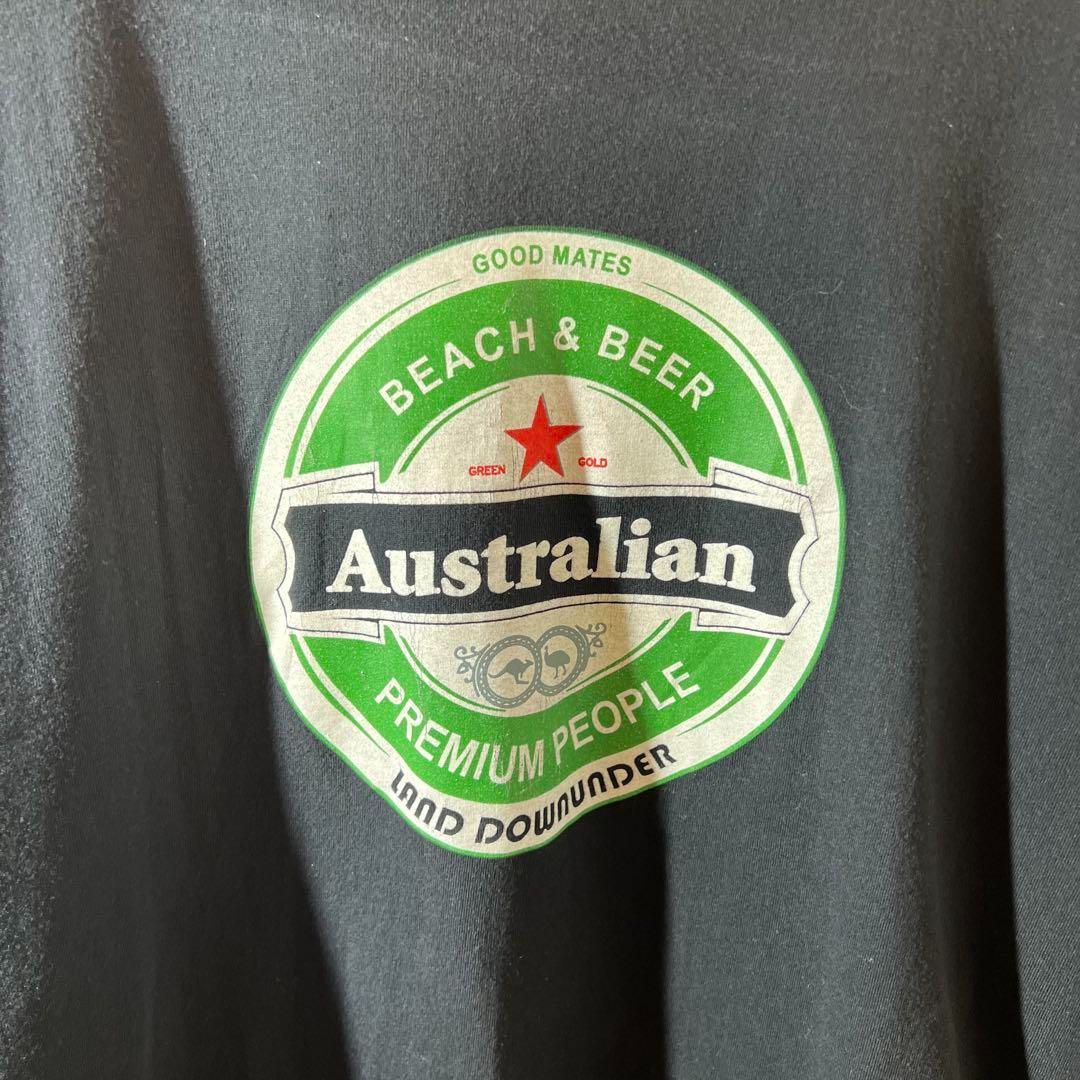 GOOD MATES
BEACH & BEER
GREEN GOLD
Australian
PREMIUM PEOPLE
LAND DOWNUNDER